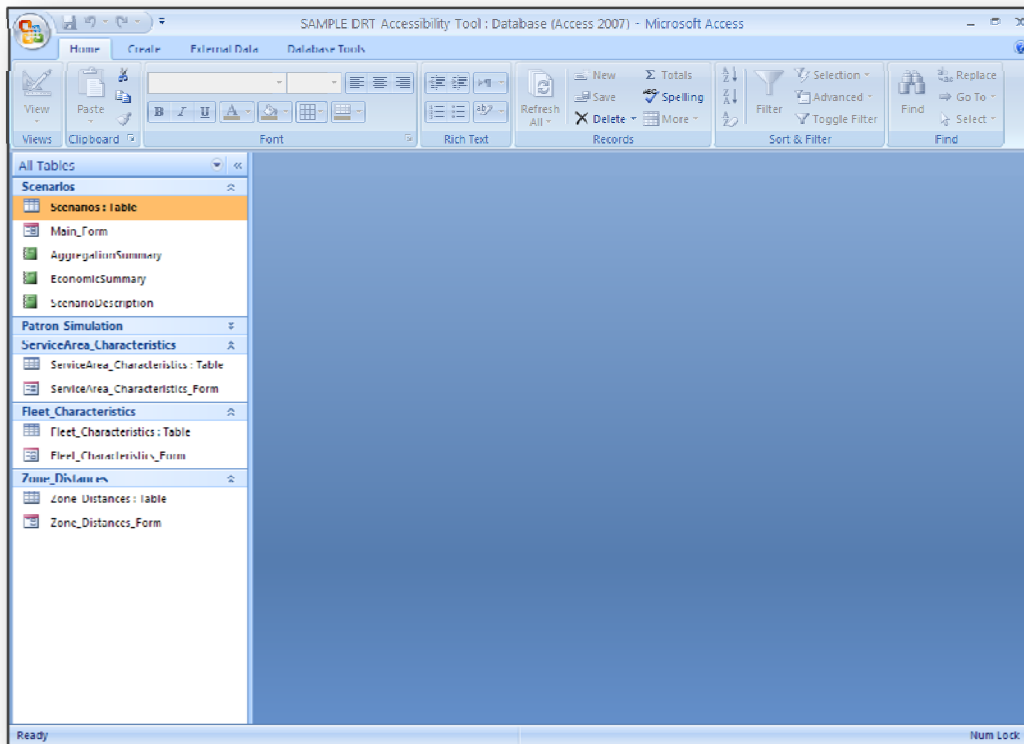 SAMPLE DRT Accessibility Tool : Database (Access 2007) - Microsoft Access
Home Create External Data Database Tools
View
Views
Paste
Clipboard
B I U A
Font
Rich Text
Refresh All
New
Save
Delete
Σ Totals
Spelling
More
Records
Filter
Selection
Advanced
Toggle Filter
Sort & Filter
Find
Replace
Go To
Select
Find
All Tables
Scenarios
Scenarios : Table
Main_Form
AggregationSummary
EconomicSummary
ScenarioDescription
Patron Simulation
ServiceArea_Characteristics
ServiceArea_Characteristics : Table
ServiceArea_Characteristics_Form
Fleet_Characteristics
Fleet_Characteristics : Table
Fleet_Characteristics_Form
Zone_Distances
Zone_Distances : Table
Zone_Distances_Form
Ready
Num Lock